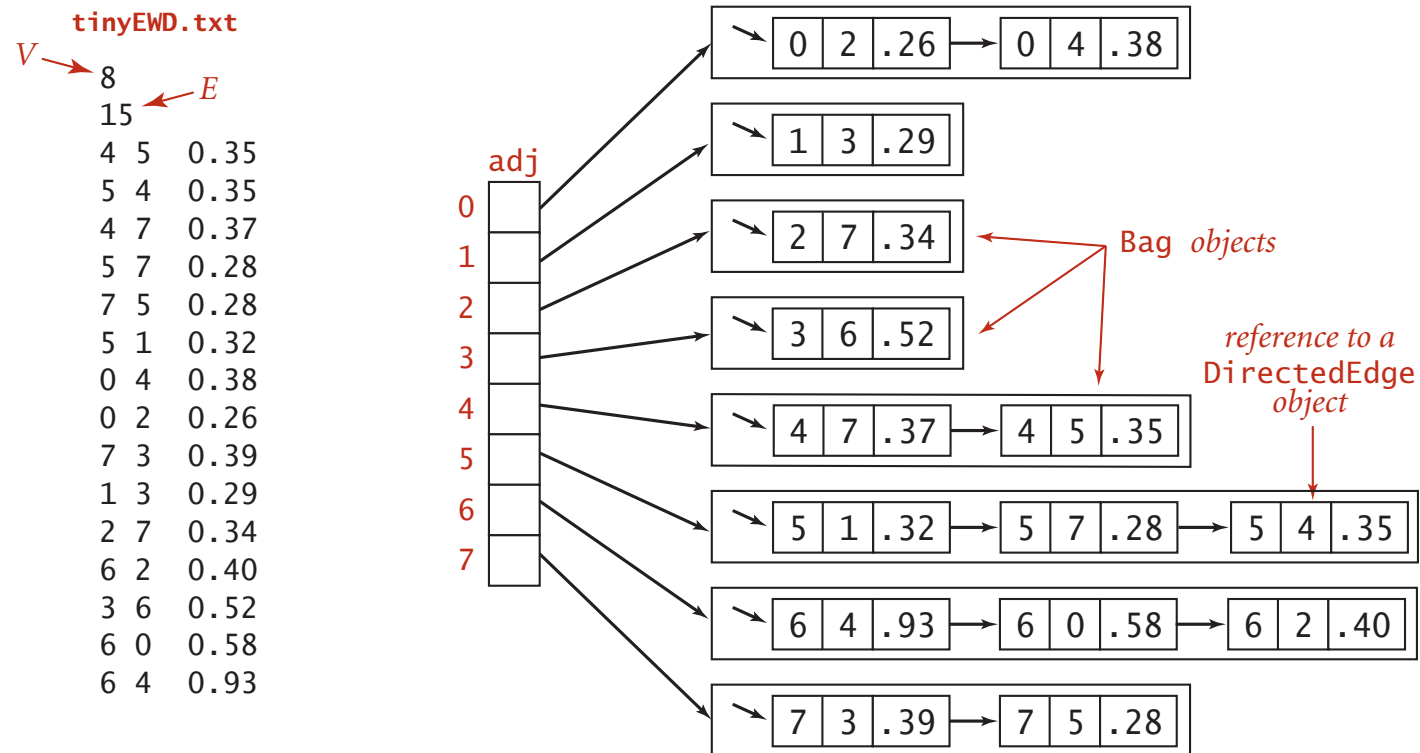 tinyEWD.txt
V
8
E
15
4 5 0.35
5 4 0.35
4 7 0.37
5 7 0.28
7 5 0.28
5 1 0.32
0 4 0.38
0 2 0.26
7 3 0.39
1 3 0.29
2 7 0.34
6 2 0.40
3 6 0.52
6 0 0.58
6 4 0.93
adj
0
1
2
3
4
5
6
7
0 2 .26 0 4 .38
1 3 .29
2 7 .34
3 6 .52
4 7 .37 4 5 .35
5 1 .32 5 7 .28 5 4 .35
6 4 .93 6 0 .58 6 2 .40
7 3 .39 7 5 .28
Bag objects
reference to a
DirectedEdge
object